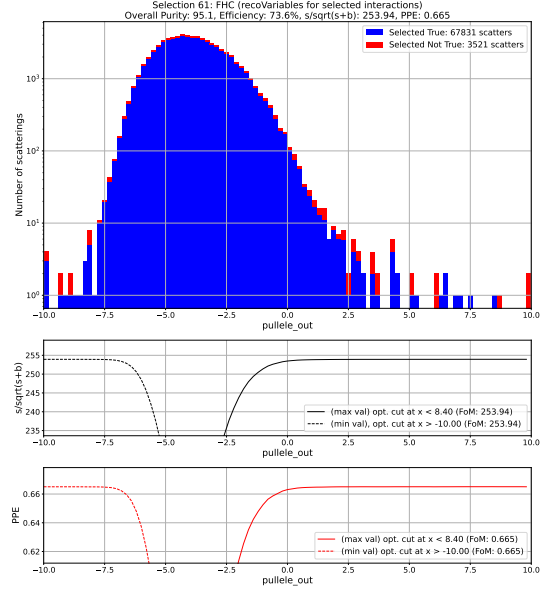 Selection 61: FHC (recoVariables for selected interactions)
Overall Purity: 95.1, Efficiency: 73.6%, s/sqrt(s+b): 253.94, PPE: 0.665
Selected True: 67831 scatters
Selected Not True: 3521 scatters
Number of scatterings
10³
10²
10¹
10⁰
−10.0 −7.5 −5.0 −2.5 0.0 2.5 5.0 7.5 10.0
pullele_out
s/sqrt(s+b)
255
250
245
240
235
(max val) opt. cut at x < 8.40 (FoM: 253.94)
(min val), opt. cut at x > -10.00 (FoM: 253.94)
−10.0 −7.5 −5.0 −2.5 0.0 2.5 5.0 7.5 10.0
pullele_out
PPE
0.66
0.64
0.62
(max val) opt. cut at x < 8.40 (FoM: 0.665)
(min val), opt. cut at x > -10.00 (FoM: 0.665)
−10.0 −7.5 −5.0 −2.5 0.0 2.5 5.0 7.5 10.0
pullele_out